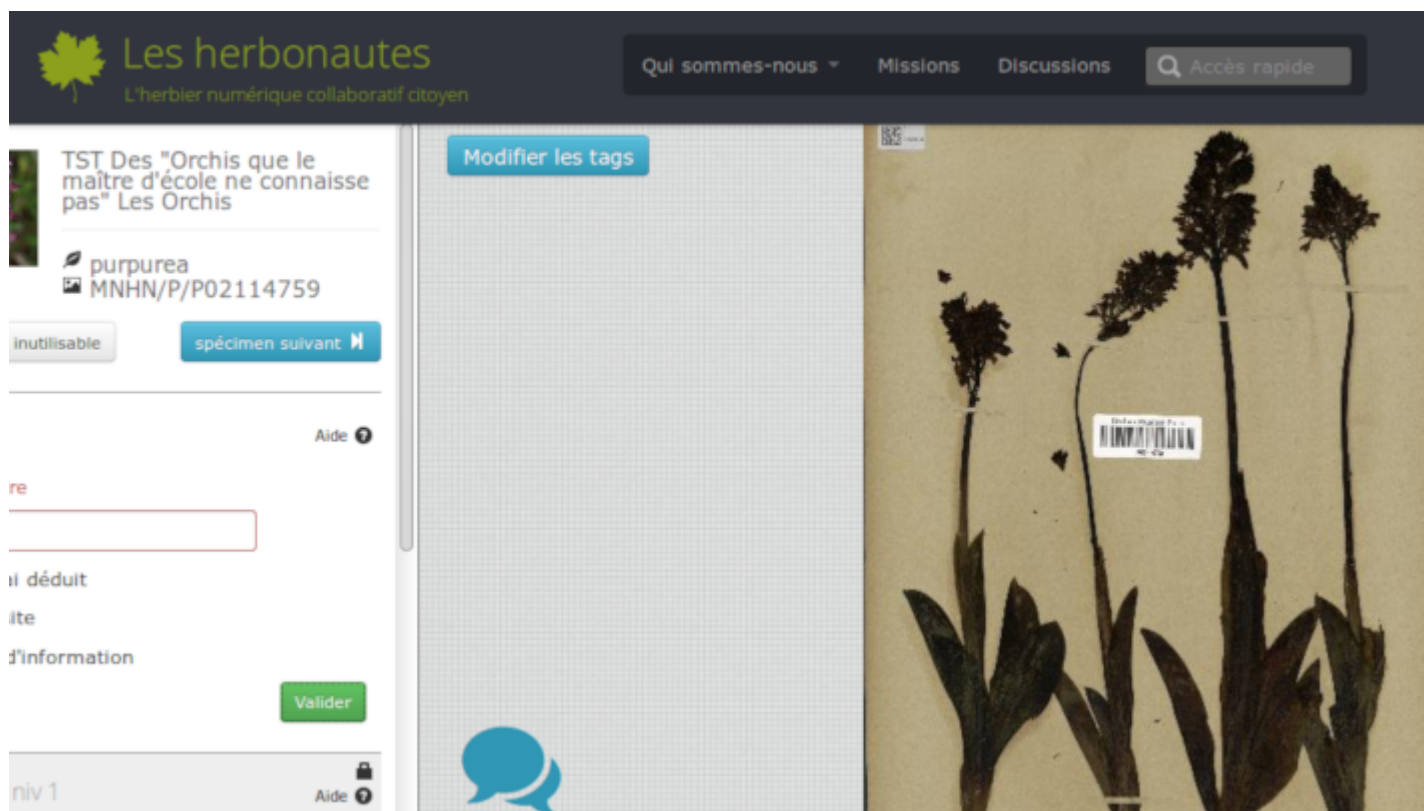 Les herbonautes
L'herbier numérique collaboratif citoyen
Qui sommes-nous
Missions
Discussions
Accès rapide
TST Des "Orchis que le
maître d'école ne connaisse
pas" Les Orchis
purpurea
MNHN/P/P02114759
inutilisable
spécimen suivant
Aide
re
ai déduit
ite
d'information
Valider
niv 1
Aide
Modifier les tags